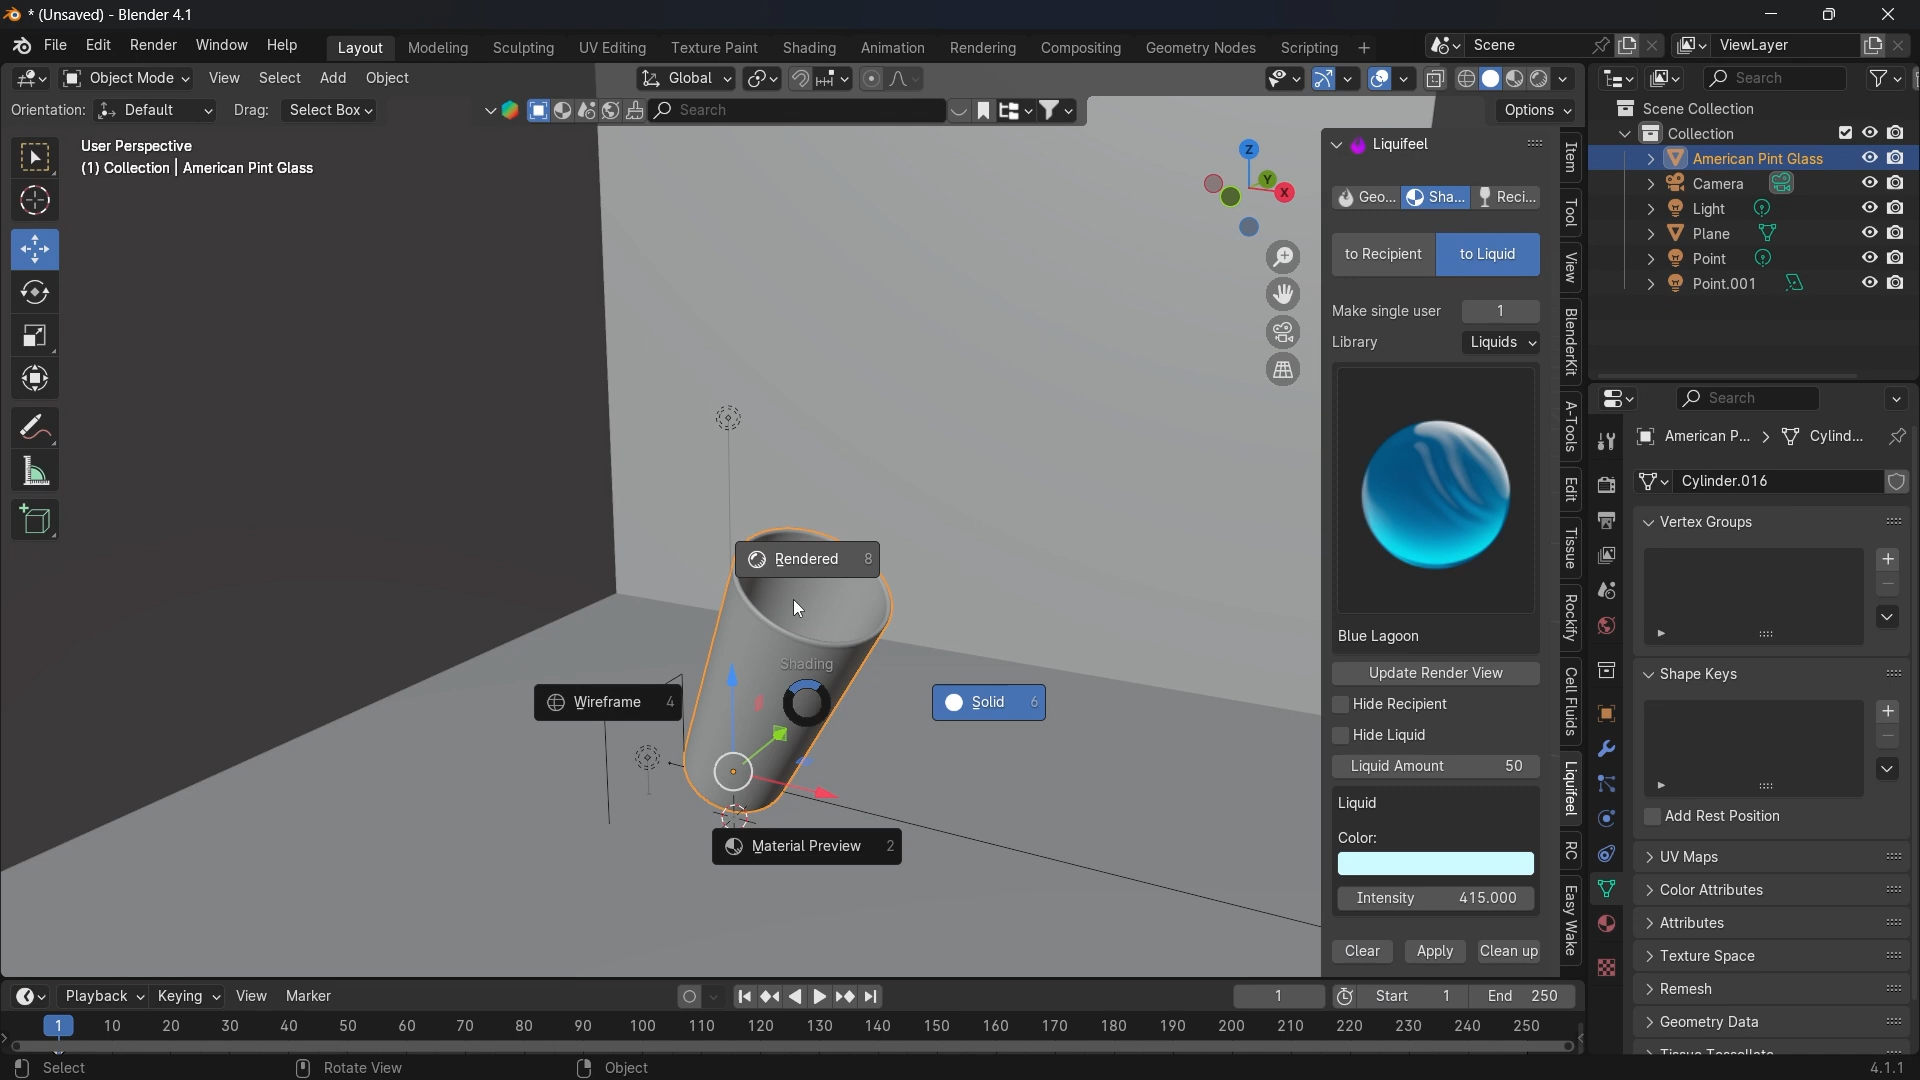 * (Unsaved) - Blender 4.1
File Edit Render Window Help Layout Modeling Sculpting UV Editing Texture Paint Shading Animation Rendering Compositing Geometry Nodes Scripting + Scene ViewLayer
Object Mode View Select Add Object Global Search
Orientation: Default Drag: Select Box Search Options
User Perspective
(1) Collection | American Pint Glass
Z
Y
X
Rendered 8
Shading
Wireframe 4
Solid 6
Material Preview 2
Liquifeel
Geo... Sha... Reci...
to Recipient to Liquid
Make single user 1
Library Liquids
Blue Lagoon
Update Render View
Hide Recipient
Hide Liquid
Liquid Amount 50
Liquid
Color:
Intensity 415.000
Clear Apply Clean up
Item
Tool
View
BlenderKit
A-Tools
Edit
Tissue
Rockify
Cell Fluids
Liquifeel
RC
Easy Wake
Scene Collection
Collection
American Pint Glass
Camera
Light
Plane
Point
Point.001
Search
American P... > Cylind...
Cylinder.016
Vertex Groups
Shape Keys
Add Rest Position
UV Maps
Color Attributes
Attributes
Texture Space
Remesh
Geometry Data
Playback Keying View Marker 1 Start 1 End 250
1 10 20 30 40 50 60 70 80 90 100 110 120 130 140 150 160 170 180 190 200 210 220 230 240 250
Select Rotate View Object 4.1.1